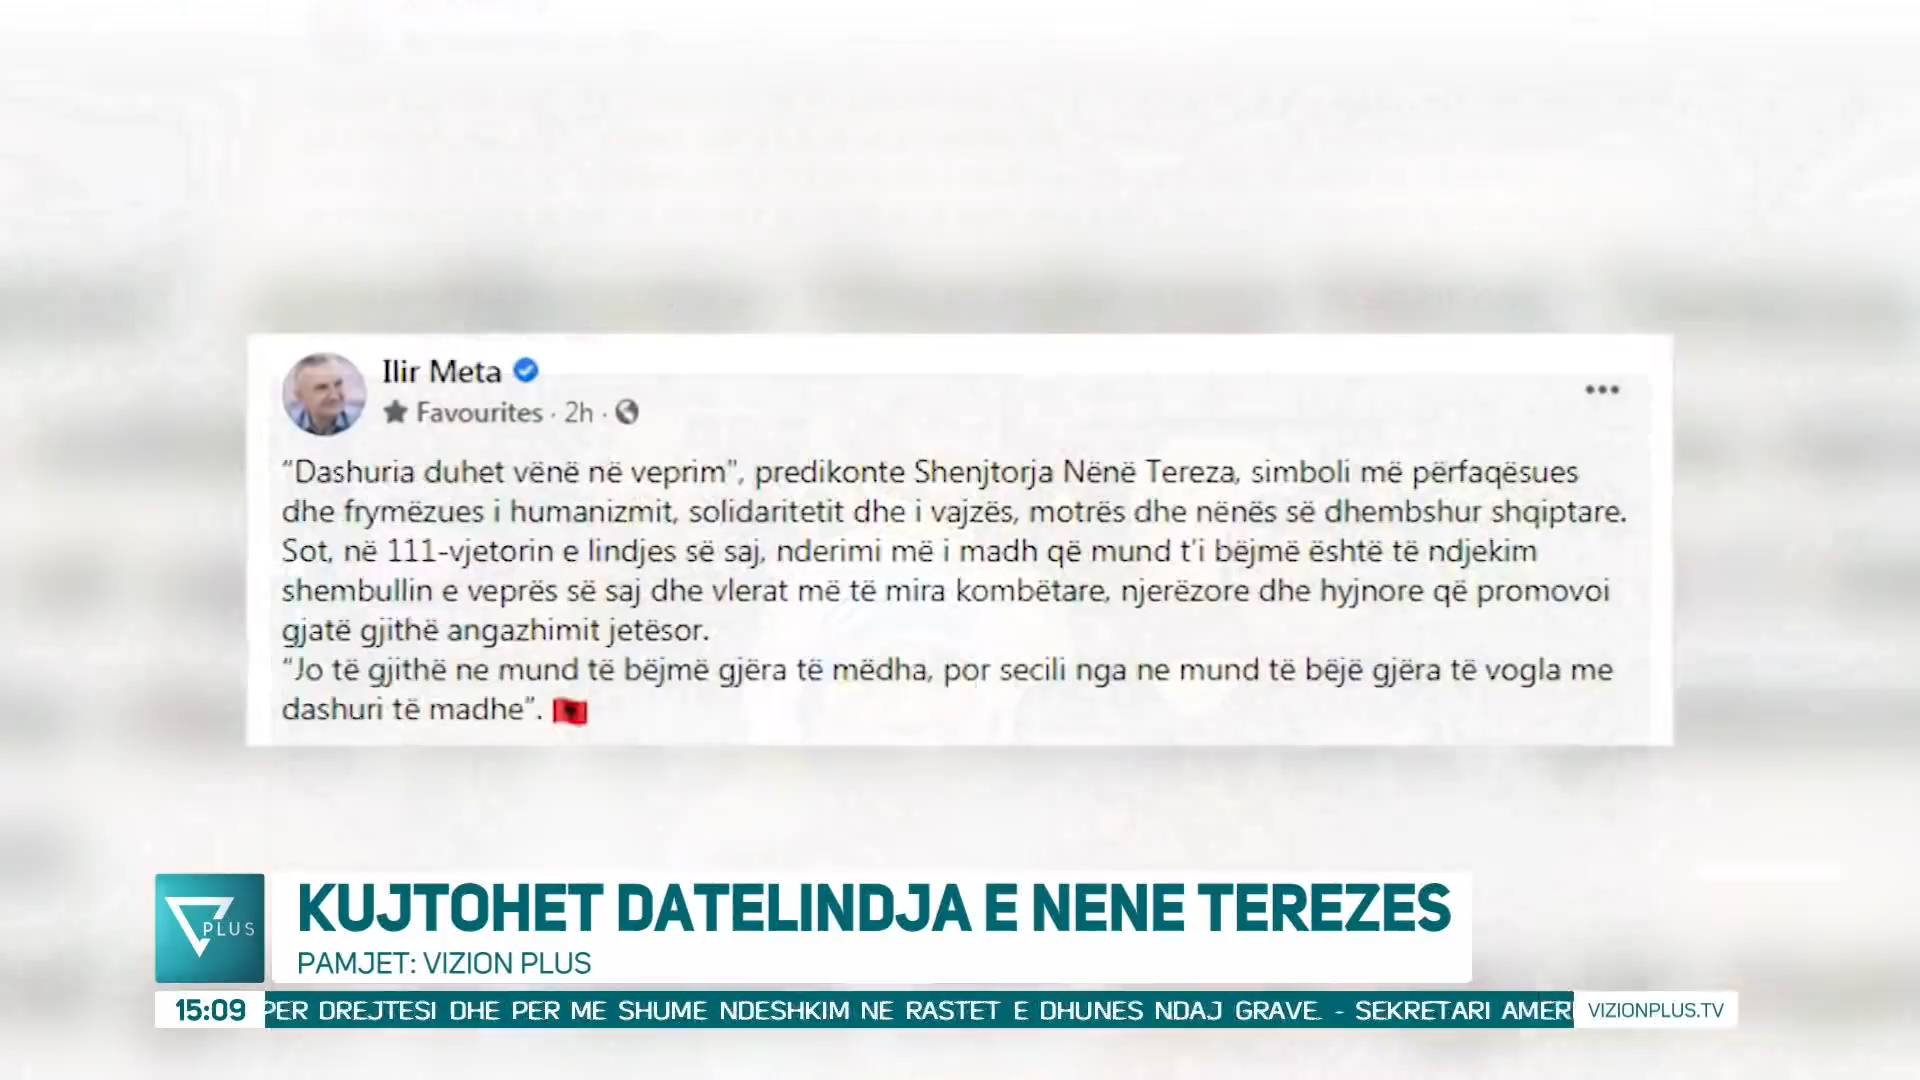 Ilir Meta
Favourites · 2h ·
“Dashuria duhet vënë në veprim", predikonte Shenjtorja Nënë Tereza, simboli më përfaqësues
dhe frymëzues i humanizmit, solidaritetit dhe i vajzës, motrës dhe nënës së dhembshur shqiptare.
Sot, në 111-vjetorin e lindjes së saj, nderimi më i madh që mund t'i bëjmë është të ndjekim
shembullin e veprës së saj dhe vlerat më të mira kombëtare, njerëzore dhe hyjnore që promovoi
gjatë gjithë angazhimit jetësor.
“Jo të gjithë ne mund të bëjmë gjëra të mëdha, por secili nga ne mund të bëjë gjëra të vogla me
dashuri të madhe”.
PLUS
KUJTOHET DATELINDJA E NENE TEREZES
PAMJET: VIZION PLUS
15:09 PER DREJTESI DHE PER ME SHUME NDESHKIM NE RASTET E DHUNES NDAJ GRAVE. - SEKRETARI AMERI VIZIONPLUS.TV